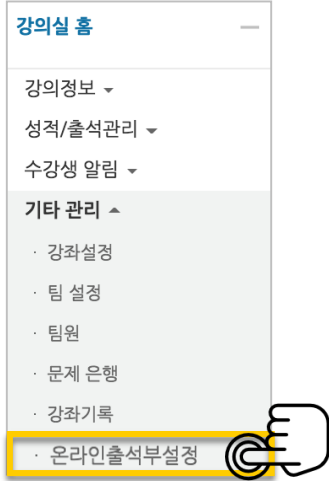 강의실 홈
강의정보
성적/출석관리
수강생 알림
기타 관리
· 강좌설정
· 팀 설정
· 팀원
· 문제 은행
· 강좌기록
· 온라인출석부설정